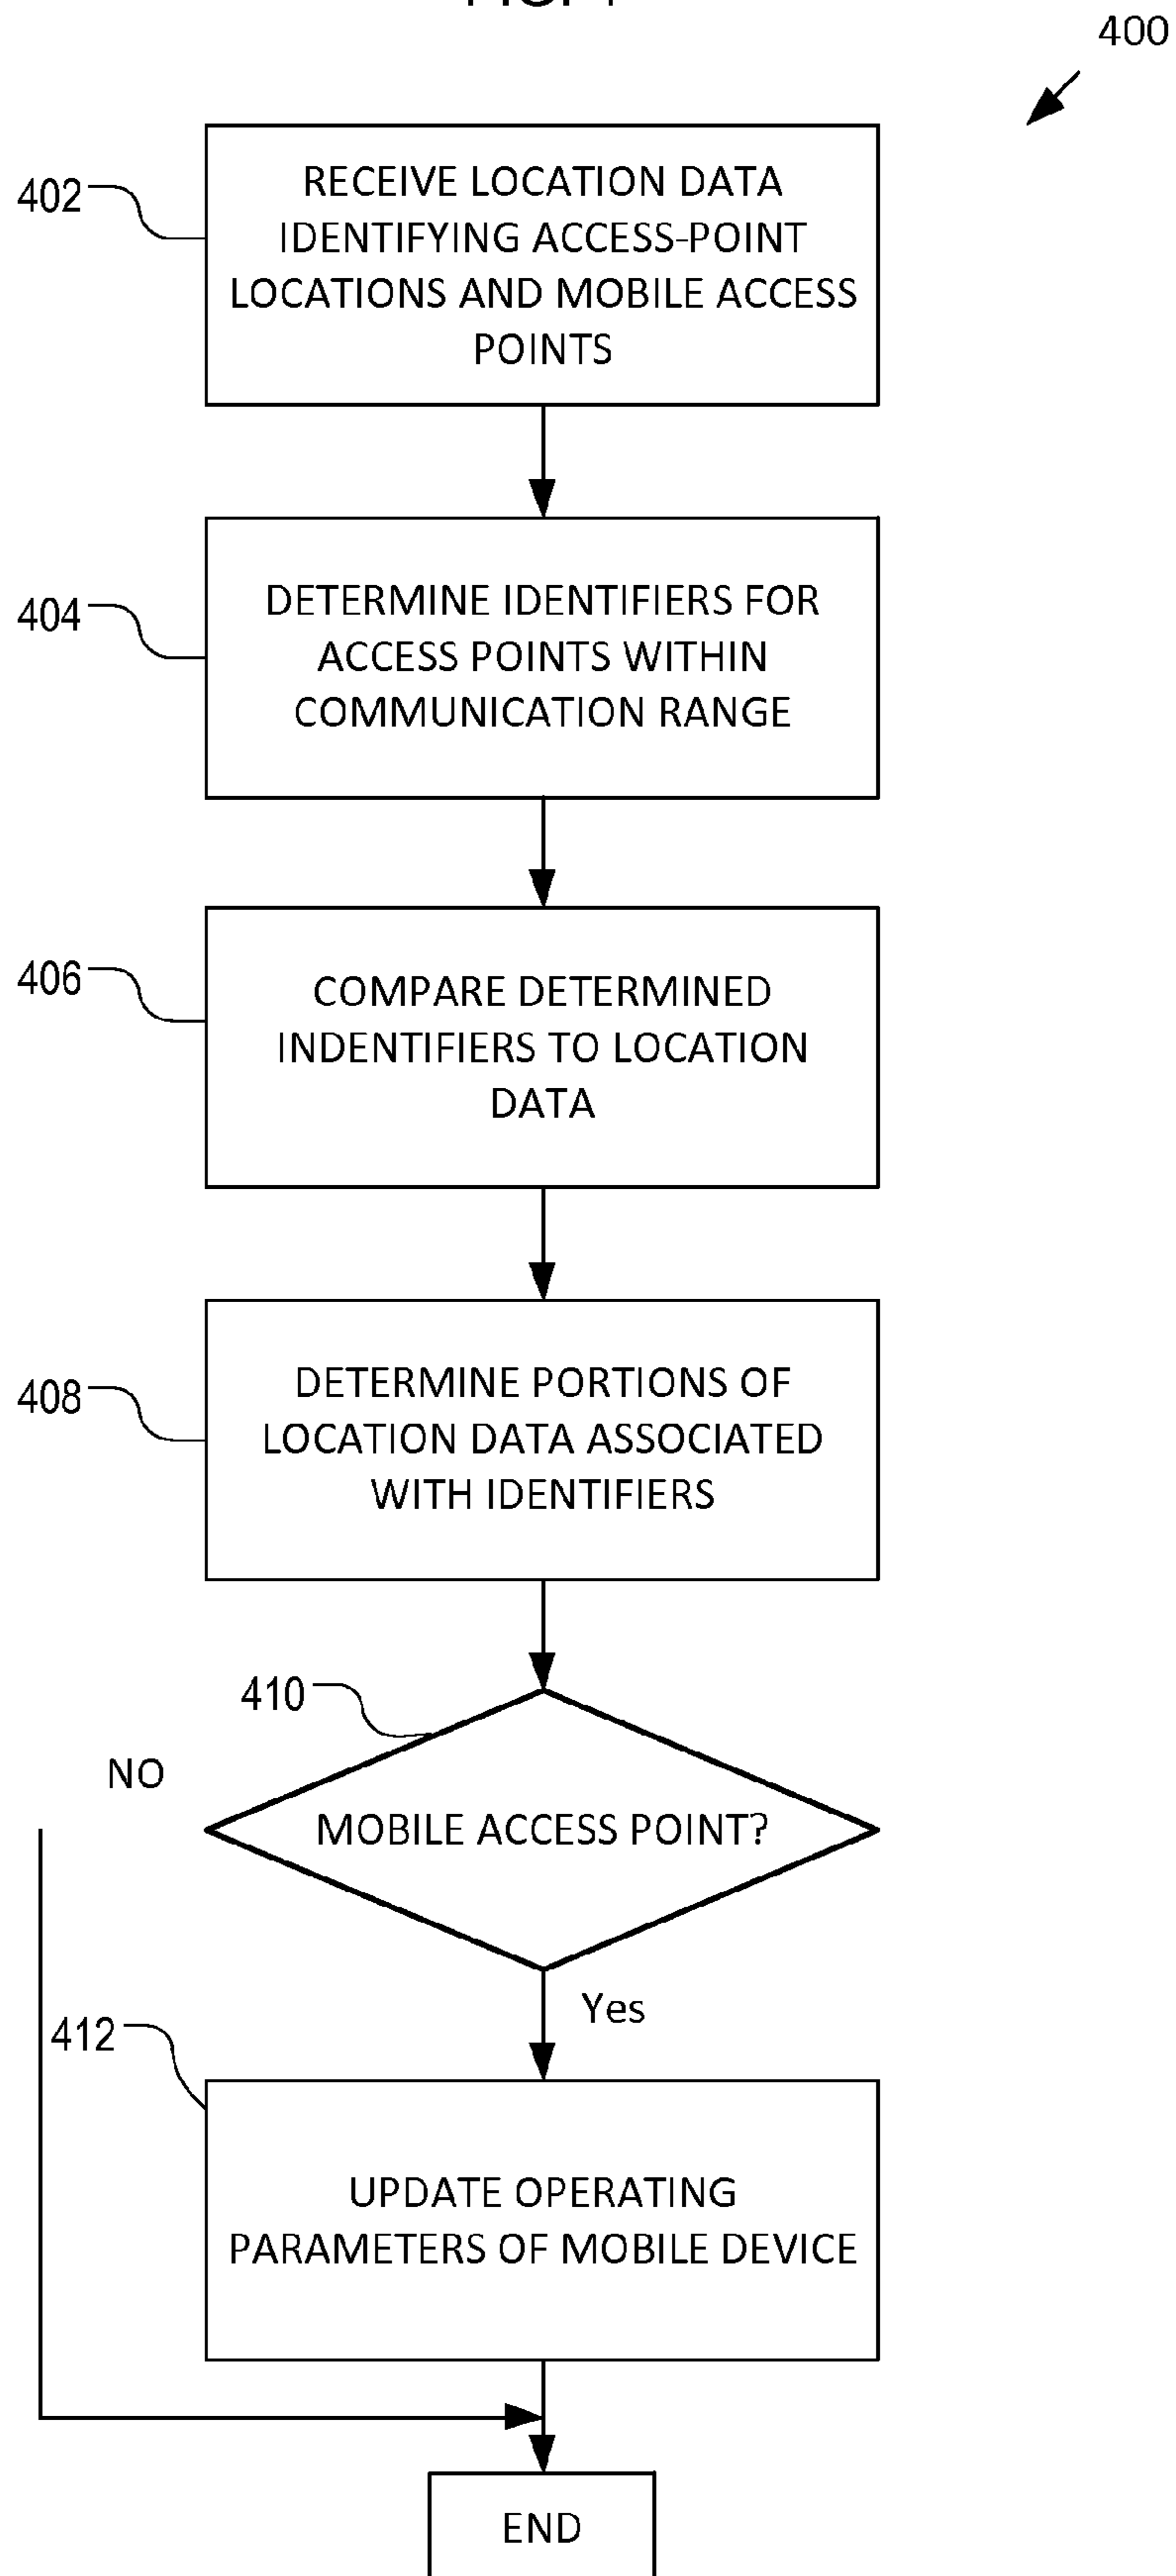 400
402
RECEIVE LOCATION DATA
IDENTIFYING ACCESS-POINT
LOCATIONS AND MOBILE ACCESS
POINTS
404
DETERMINE IDENTIFIERS FOR
ACCESS POINTS WITHIN
COMMUNICATION RANGE
406
COMPARE DETERMINED
INDENTIFIERS TO LOCATION
DATA
408
DETERMINE PORTIONS OF
LOCATION DATA ASSOCIATED
WITH IDENTIFIERS
410
NO
MOBILE ACCESS POINT?
Yes
412
UPDATE OPERATING
PARAMETERS OF MOBILE DEVICE
END